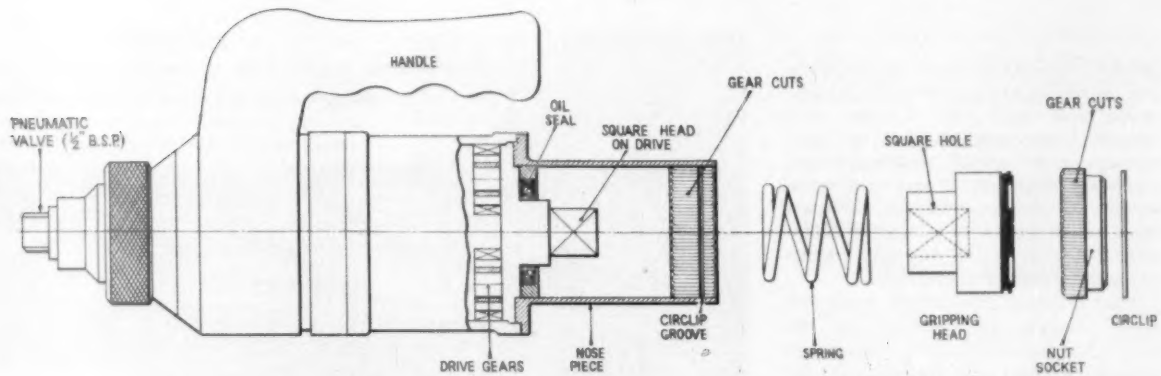 HANDLE
PNEUMATIC
VALVE (½" B.S.P.)
OIL
SEAL
SQUARE HEAD
ON DRIVE
GEAR CUTS
SQUARE HOLE
GEAR CUTS
DRIVE GEARS
NOSE
PIECE
CIRCLIP
GROOVE
SPRING
GRIPPING
HEAD
NUT
SOCKET
CIRCLIP